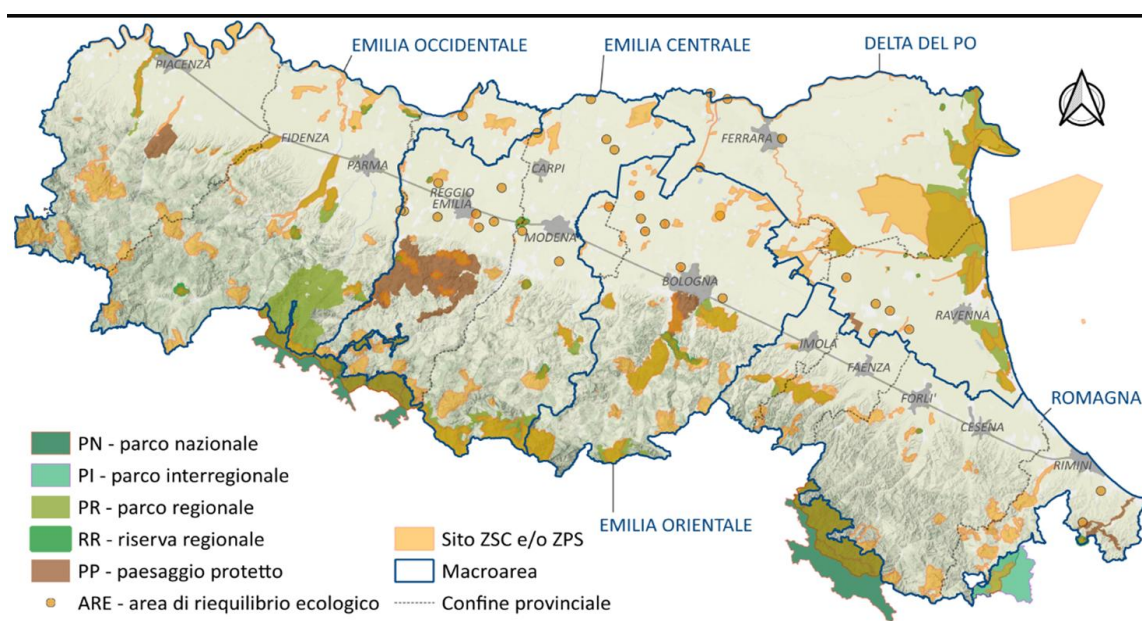 EMILIA OCCIDENTALE
EMILIA CENTRALE
DELTA DEL PO
PIACENZA
FIDENZA
PARMA
REGGIO
EMILIA
CARPI
MODENA
FERRARA
BOLOGNA
RAVENNA
IMOLA
FAENZA
FORLI'
CESENA
RIMINI
ROMAGNA
EMILIA ORIENTALE
PN - parco nazionale
PI - parco interregionale
PR - parco regionale
RR - riserva regionale
PP - paesaggio protetto
ARE - area di riequilibrio ecologico
Sito ZSC e/o ZPS
Macroarea
Confine provinciale